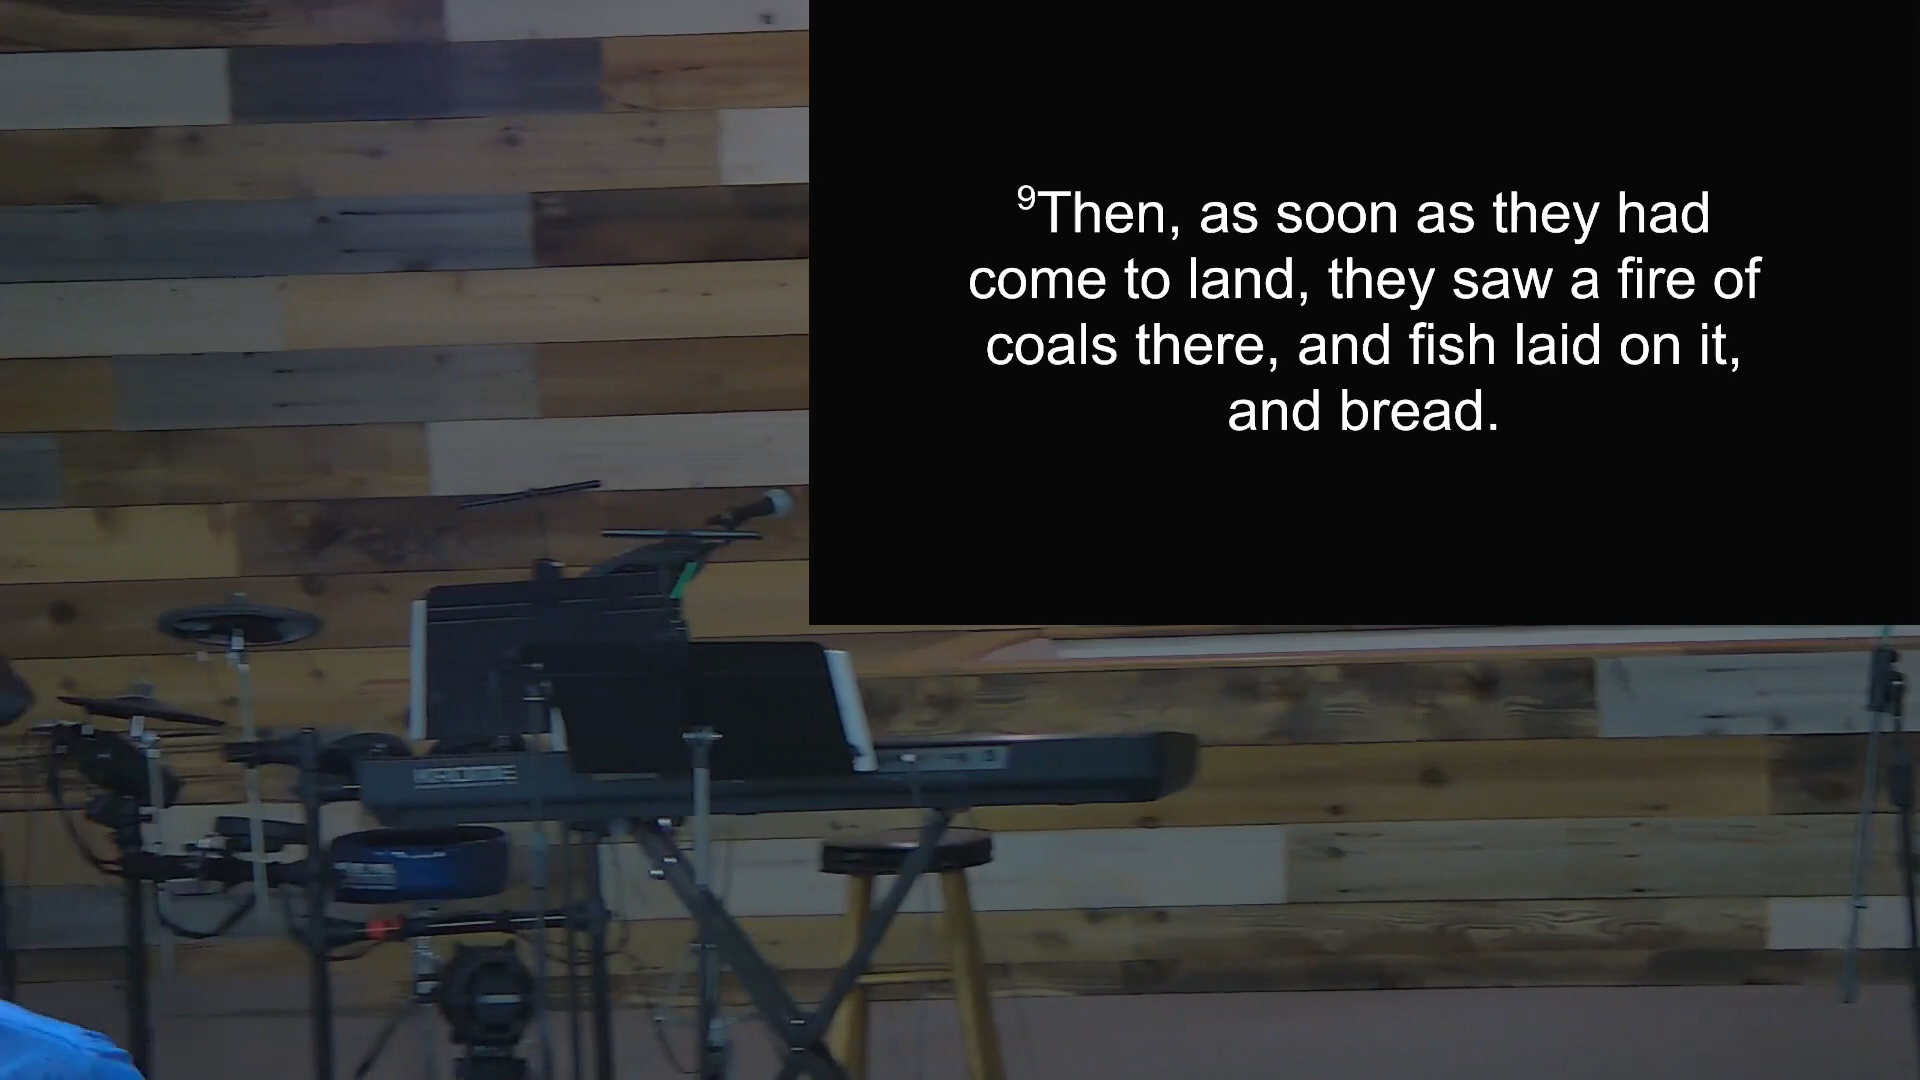 ⁹Then, as soon as they had
come to land, they saw a fire of
coals there, and fish laid on it,
and bread.